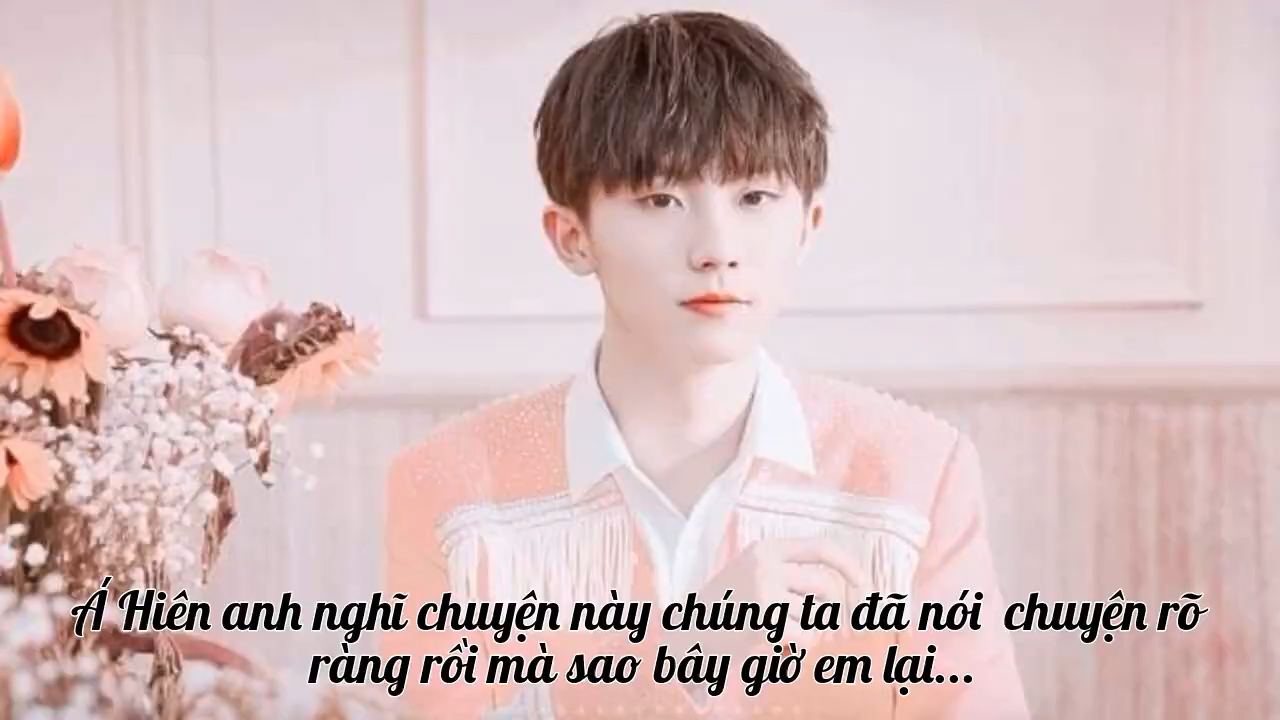 Á Hiên anh nghĩ chuyện này chúng ta đã nói chuyện rõ
ràng rồi mà sao bây giờ em lại...